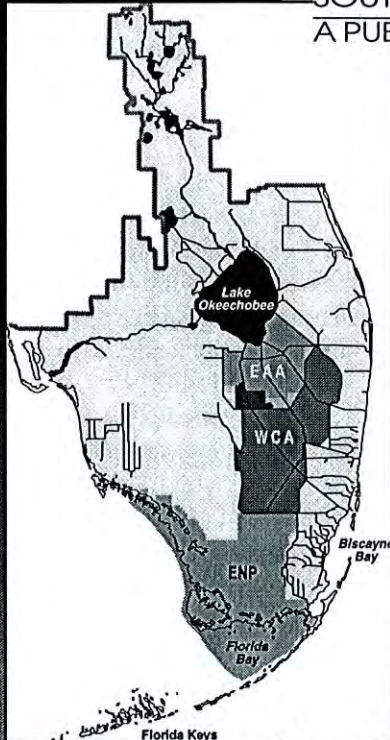 A PUB
Lake
Okeechobee
EAA
WCA
Biscayne
Bay
ENP
Florida
Bay
Florida Keys